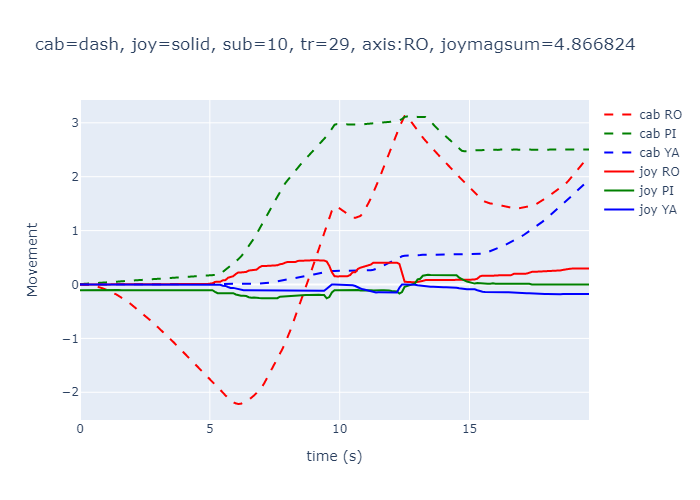 cab=dash, joy=solid, sub=10, tr=29, axis:RO, joymagsum=4.866824
cab RO
cab PI
cab YA
joy RO
joy PI
joy YA
Movement
3
2
1
0
−1
−2
0
5
10
15
time (s)